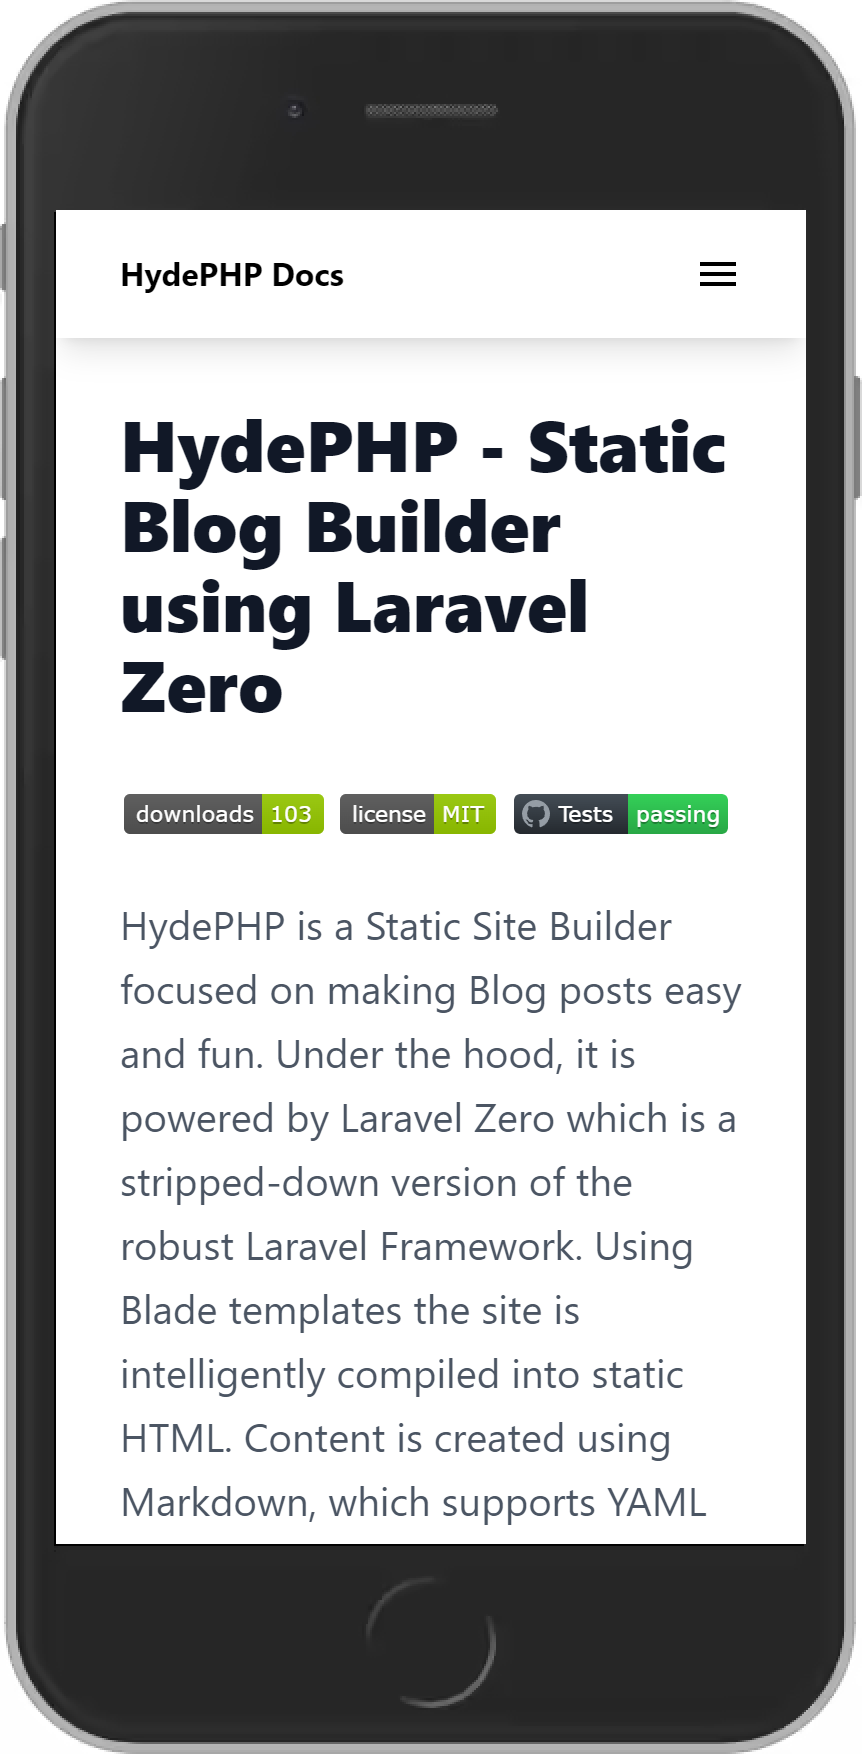 HydePHP Docs
HydePHP - Static
Blog Builder
using Laravel
Zero
downloads 103 license MIT Tests passing
HydePHP is a Static Site Builder
focused on making Blog posts easy
and fun. Under the hood, it is
powered by Laravel Zero which is a
stripped-down version of the
robust Laravel Framework. Using
Blade templates the site is
intelligently compiled into static
HTML. Content is created using
Markdown, which supports YAML